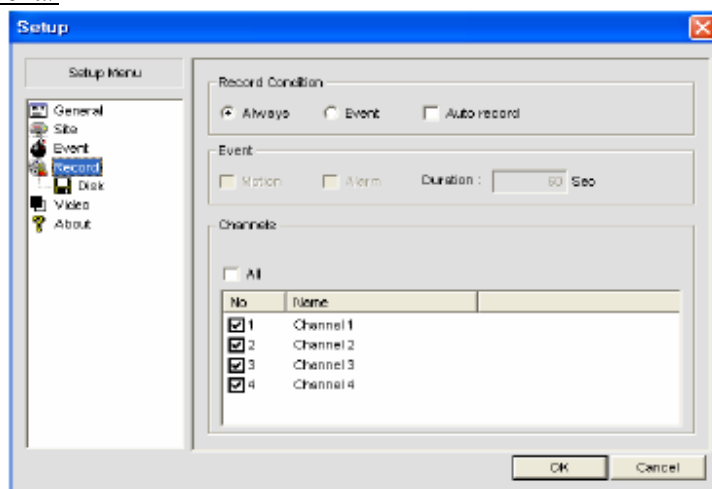 Setup
Setup Menu
General
Site
Event
Record
Disk
Video
About
Record Condition
Always
Event
Auto record
Event
Motion
Alarm
Duration :
60
Sec
Channels
All
No
Name
1
Channel 1
2
Channel 2
3
Channel 3
4
Channel 4
OK
Cancel